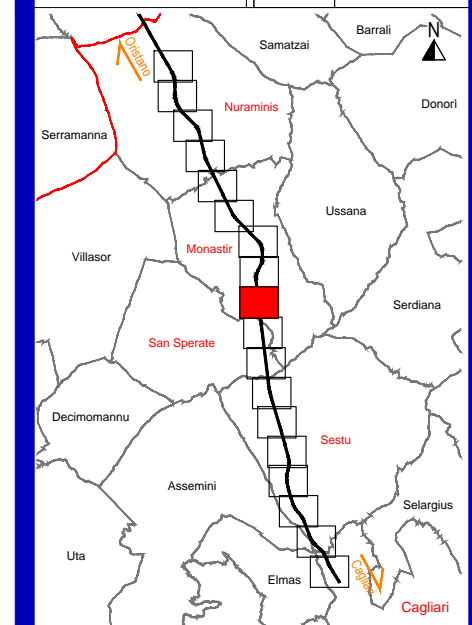 Barrali
N
Samatzai
Oristano
Donorì
Nuraminis
Serramanna
Ussana
Monastir
Villasor
Serdiana
San Sperate
Decimomannu
Sestu
Assemini
Selargius
Uta
Elmas
Cagliari
Cagliari